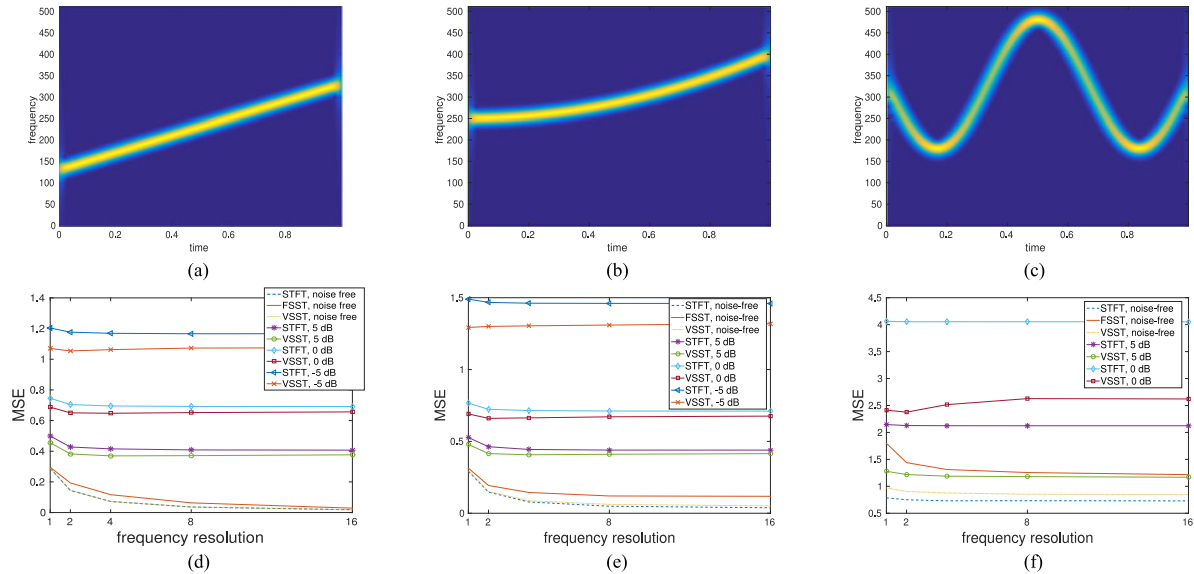 500
450
400
350
300
250
200
150
100
50
0
frequency
0 0.2 0.4 0.6 0.8
time
(a)
500
450
400
350
300
250
200
150
100
50
0
frequency
0 0.2 0.4 0.6 0.8
time
(b)
500
450
400
350
300
250
200
150
100
50
0
frequency
0 0.2 0.4 0.6 0.8
time
(c)
1.4
1,2
1
0.8
0.6
0.4
0,2
0
MSE
STFT, noise free
FSST, noise free
VSST, noise free
STFT, 5 dB
VSST, 5 dB
STFT, 0 dB
VSST, 0 dB
STFT, -5 dB
VSST, -5 dB
1 2 4 8 16
frequency resolution
(d)
1.5
1
0.5
0
MSE
STFT, noise-free
FSST, noise-free
VSST, noise-free
STFT, 5 dB
VSST, 5 dB
STFT, 0 dB
VSST, 0 dB
STFT, -5 dB
VSST, -5 dB
1 2 8 16
frequency resolution
(e)
4.5
4
3.5
3
2.5
2
1.5
1
0.5
MSE
STFT, noise-free
FSST, noise-free
VSST, noise-free
STFT, 5 dB
VSST, 5 dB
STFT, 0 dB
VSST, 0 dB
1 2 8 16
frequency resolution
(f)